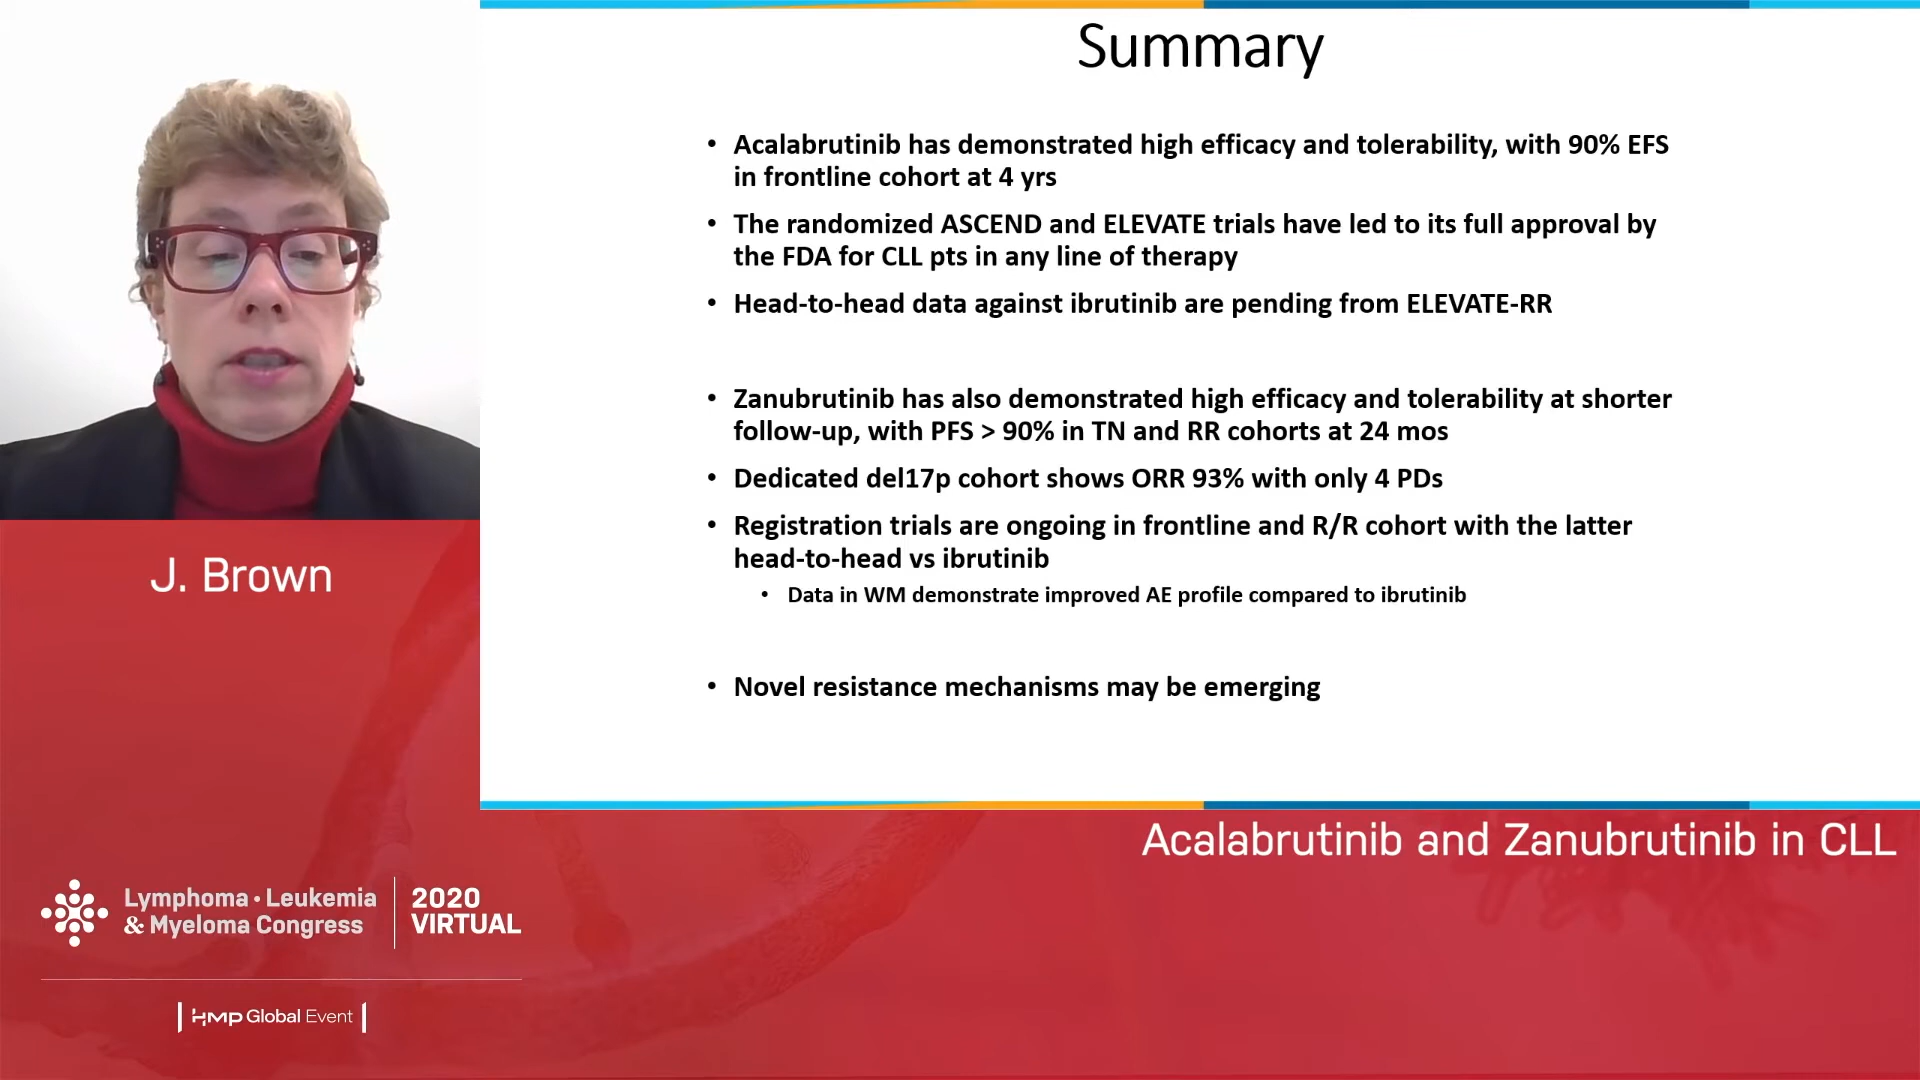 Summary
• Acalabrutinib has demonstrated high efficacy and tolerability, with 90% EFS
in frontline cohort at 4 yrs
• The randomized ASCEND and ELEVATE trials have led to its full approval by
the FDA for CLL pts in any line of therapy
• Head-to-head data against ibrutinib are pending from ELEVATE-RR
• Zanubrutinib has also demonstrated high efficacy and tolerability at shorter
follow-up, with PFS > 90% in TN and RR cohorts at 24 mos
• Dedicated del17p cohort shows ORR 93% with only 4 PDs
• Registration trials are ongoing in frontline and R/R cohort with the latter
head-to-head vs ibrutinib
• Data in WM demonstrate improved AE profile compared to ibrutinib
• Novel resistance mechanisms may be emerging
J. Brown
Acalabrutinib and Zanubrutinib in CLL
Lymphoma • Leukemia
& Myeloma Congress
2020
VIRTUAL
HMP Global Event